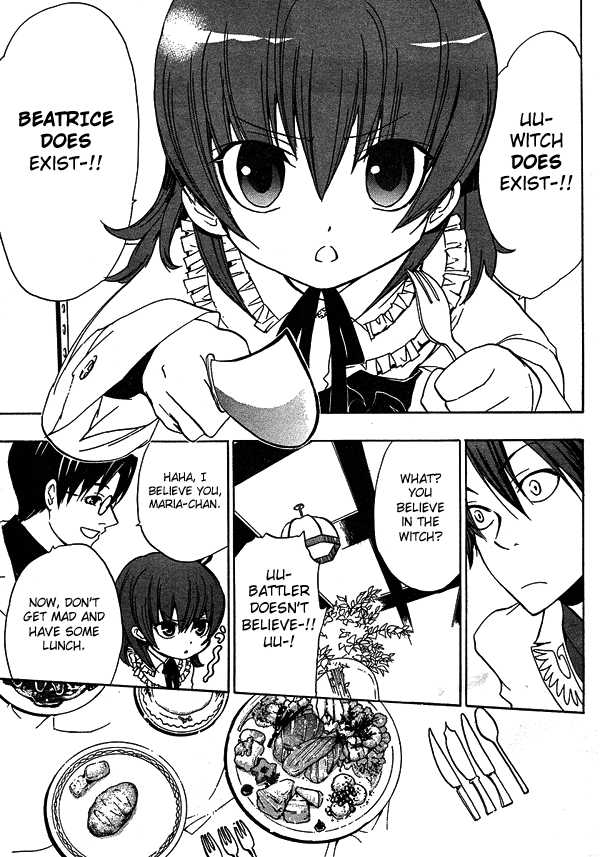 UU-
WITCH
DOES
EXIST-!!
BEATRICE
DOES
EXIST-!!
WHAT?
YOU
BELIEVE
IN THE
WITCH?
UU-
BATTLER
DOESN'T
BELIEVE-!!
UU-!
HAHA, I
BELIEVE YOU,
MARIA-CHAN.
NOW, DON'T
GET MAD AND
HAVE SOME
LUNCH.